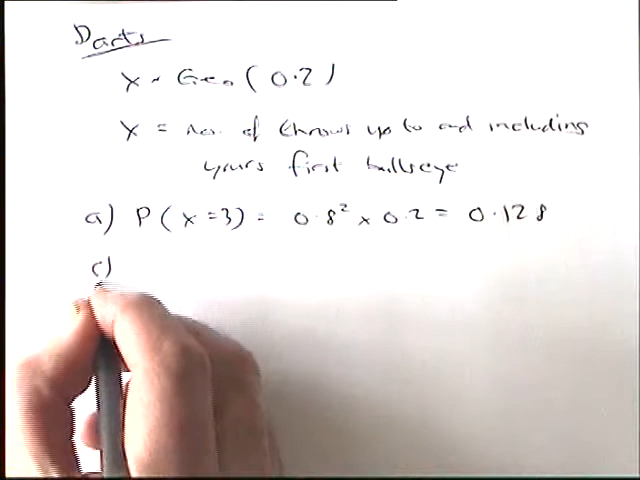 Darts
X ~ Geo ( 0.2 )
X = no. of throws up to and including
yours first bullseye
a) P ( X = 3 ) = 0.8² x 0.2 = 0.128
c)